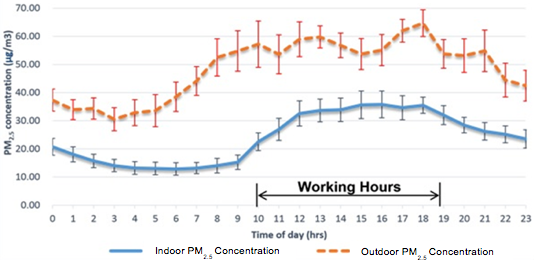 PM2.5 concentration (µg/m3)
70.00
60.00
50.00
40.00
30.00
20.00
10.00
0.00
Working Hours
0 1 2 3 4 5 6 7 8 9 10 11 12 13 14 15 16 17 18 19 20 21 22 23
Time of day (hrs)
Indoor PM2.5 Concentration Outdoor PM2.5 Concentration